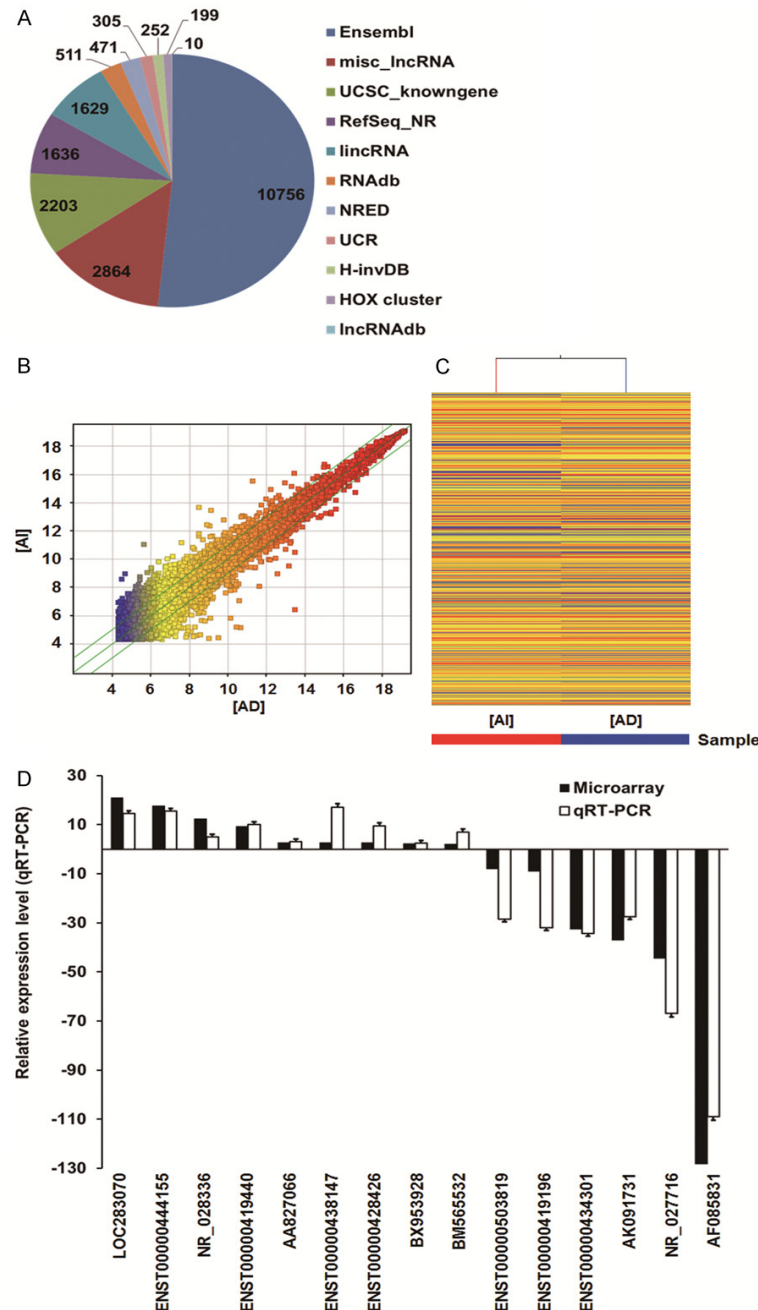 A
305
252
199
511
471
10
1629
1636
2203
2864
10756
Ensembl
misc_lncRNA
UCSC_knowngene
RefSeq_NR
lincRNA
RNAdb
NRED
UCR
H-invDB
HOX cluster
lncRNAdb
B
[AI]
18
16
14
12
10
8
6
4
4 6 8 10 12 14 16 18
[AD]
C
[AI] [AD]
Sample
D
Relative expression level (qRT-PCR)
30
10
-10
-30
-50
-70
-90
-110
-130
Microarray
qRT-PCR
LOC283070
ENST00000444155
NR_028336
ENST00000419440
AA827066
ENST00000438147
ENST00000428426
BX953928
BM565532
ENST00000503819
ENST00000419196
ENST00000434301
AK091731
NR_027716
AF085831